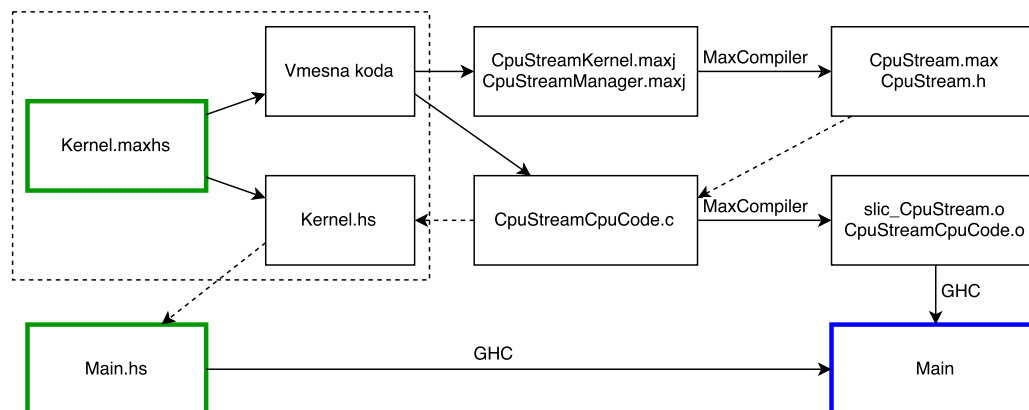 Vmesna koda
CpuStreamKernel.maxj
CpuStreamManager.maxj
MaxCompiler
CpuStream.max
CpuStream.h
Kernel.maxhs
Kernel.hs
CpuStreamCpuCode.c
MaxCompiler
slic_CpuStream.o
CpuStreamCpuCode.o
GHC
Main.hs
GHC
Main